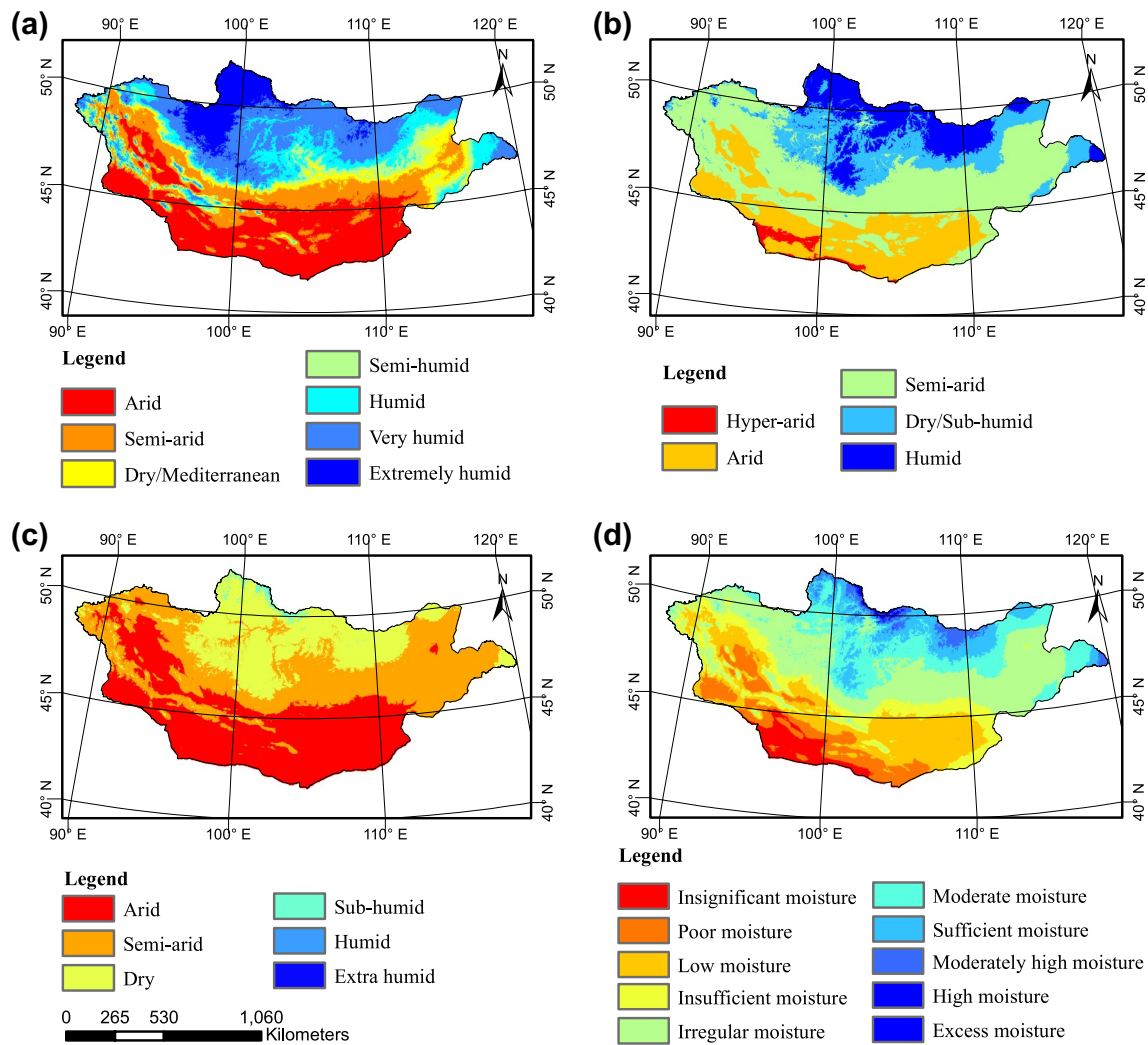 (a)
90° E
100° E
110° E
120° E
N
50° N
45° N
40° N
50° N
45° N
40° N
90° E
100° E
110° E
Legend
Arid
Semi-arid
Dry/Mediterranean
Semi-humid
Humid
Very humid
Extremely humid
(b)
90° E
100° E
110° E
120° E
N
50° N
45° N
40° N
50° N
45° N
40° N
90° E
100° E
110° E
Legend
Hyper-arid
Arid
Semi-arid
Dry/Sub-humid
Humid
(c)
90° E
100° E
110° E
120° E
N
50° N
45° N
40° N
50° N
45° N
40° N
90° E
100° E
110° E
Legend
Arid
Semi-arid
Dry
Sub-humid
Humid
Extra humid
0 265 530 1,060
Kilometers
(d)
90° E
100° E
110° E
120° E
N
50° N
45° N
40° N
50° N
45° N
40° N
90° E
100° E
110° E
Legend
Insignificant moisture
Poor moisture
Low moisture
Insufficient moisture
Irregular moisture
Moderate moisture
Sufficient moisture
Moderately high moisture
High moisture
Excess moisture